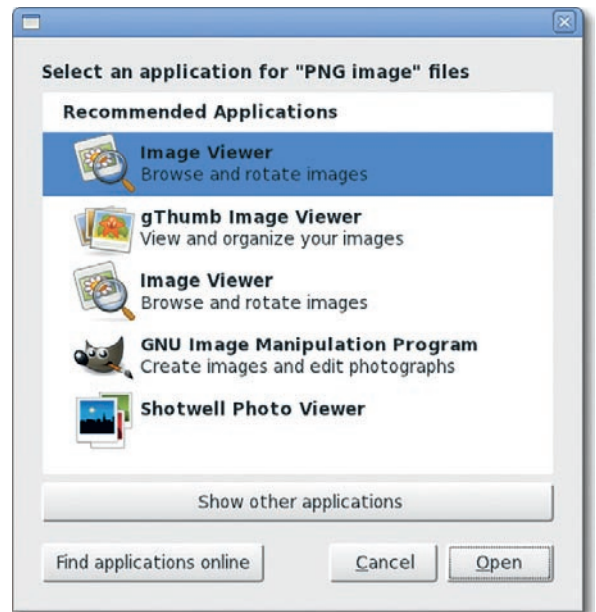 Select an application for "PNG image" files
Recommended Applications
Image Viewer
Browse and rotate images
gThumb Image Viewer
View and organize your images
Image Viewer
Browse and rotate images
GNU Image Manipulation Program
Create images and edit photographs
Shotwell Photo Viewer
Show other applications
Find applications online
Cancel
Open